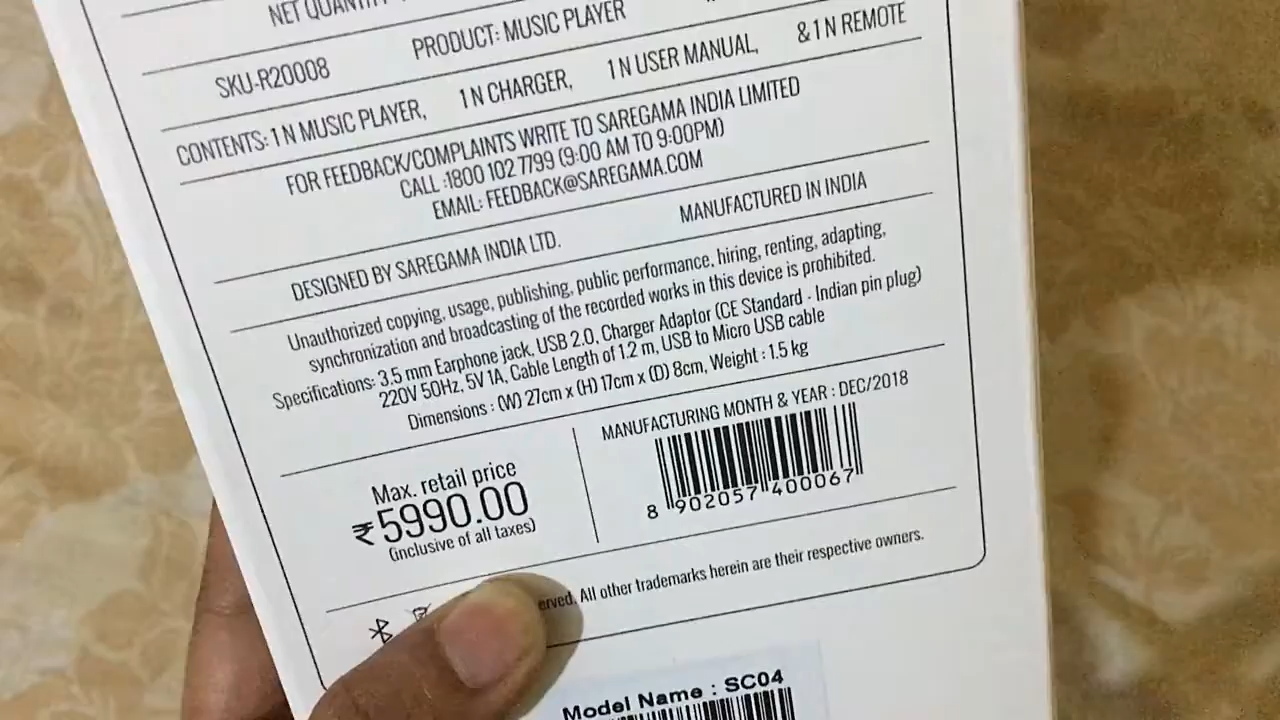 NET QUANTITY
SKU-R20008 PRODUCT: MUSIC PLAYER
CONTENTS: 1 N MUSIC PLAYER, 1 N CHARGER, 1 N USER MANUAL, & 1 N REMOTE
FOR FEEDBACK/COMPLAINTS WRITE TO SAREGAMA INDIA LIMITED
CALL :1800 102 7799 (9:00 AM TO 9:00PM)
EMAIL: FEEDBACK@SAREGAMA.COM
DESIGNED BY SAREGAMA INDIA LTD. MANUFACTURED IN INDIA
Unauthorized copying, usage, publishing, public performance, hiring, renting, adapting,
synchronization and broadcasting of the recorded works in this device is prohibited.
Specifications: 3.5 mm Earphone jack, USB 2.0, Charger Adaptor (CE Standard - Indian pin plug)
220V 50Hz, 5V 1A, Cable Length of 1.2 m, USB to Micro USB cable
Dimensions : (W) 27cm x (H) 17cm x (D) 8cm, Weight : 1.5 kg
Max. retail price
₹5990.00
(inclusive of all taxes)
MANUFACTURING MONTH & YEAR : DEC/2018
8 902057 400067
erved. All other trademarks herein are their respective owners.
Model Name : SC04